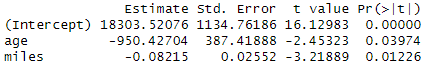 Estimate Std. Error t value Pr(>|t|)
(Intercept) 18303.52076 1134.76186 16.12983 0.00000
age -950.42704 387.41888 -2.45323 0.03974
miles -0.08215 0.02552 -3.21889 0.01226